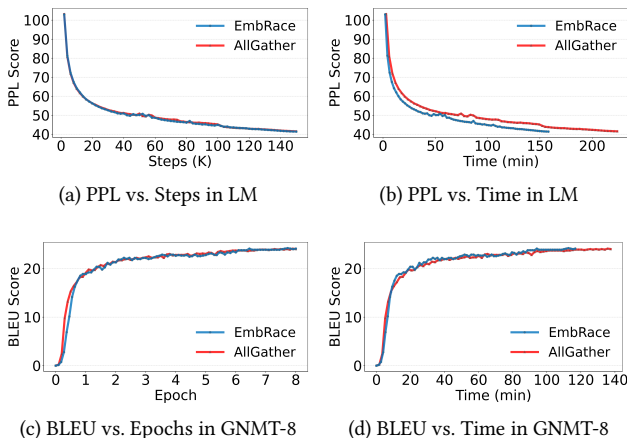 100
90
80
70
60
50
40
PPL Score
EmbRace
AllGather
0 20 40 60 80 100 120 140
Steps (K)
(a) PPL vs. Steps in LM
100
90
80
70
60
50
40
PPL Score
EmbRace
AllGather
0 50 100 150 200
Time (min)
(b) PPL vs. Time in LM
20
10
0
BLEU Score
EmbRace
AllGather
0 1 2 3 4 5 6 7 8
Epoch
(c) BLEU vs. Epochs in GNMT-8
20
10
0
BLEU Score
EmbRace
AllGather
0 20 40 60 80 100 120 140
Time (min)
(d) BLEU vs. Time in GNMT-8